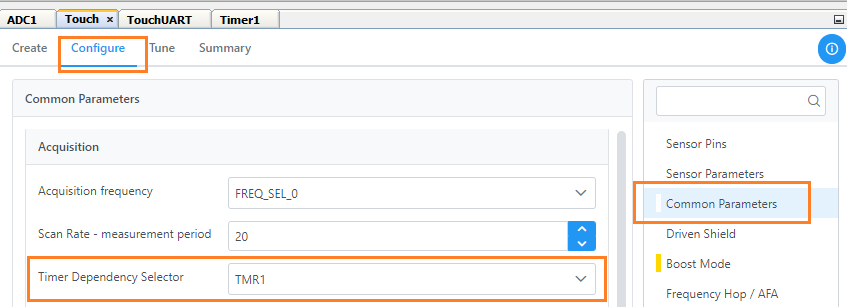 ADC1 Touch × TouchUART Timer1
Create Configure Tune Summary
Common Parameters
Acquisition
Acquisition frequency FREQ_SEL_0
Scan Rate - measurement period 20
Timer Dependency Selector TMR1
Sensor Pins
Sensor Parameters
Common Parameters
Driven Shield
Boost Mode
Frequency Hop / AFA